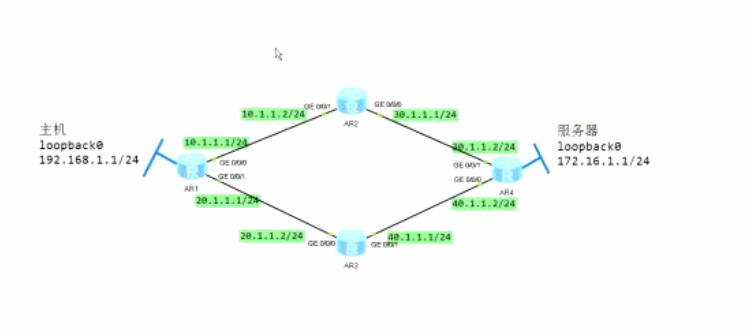 GE 0/0/1
GE 0/0/0
10.1.1.2/24
30.1.1.1/24
AR2
主机
loopback0
192.168.1.1/24
服务器
loopback0
172.16.1.1/24
10.1.1.1/24
30.1.1.2/24
GE 0/0/0
GE 0/0/1
GE 0/0/1
GE 0/0/0
AR1
AR4
20.1.1.1/24
40.1.1.2/24
20.1.1.2/24
40.1.1.1/24
GE 0/0/0
GE 0/0/1
AR3